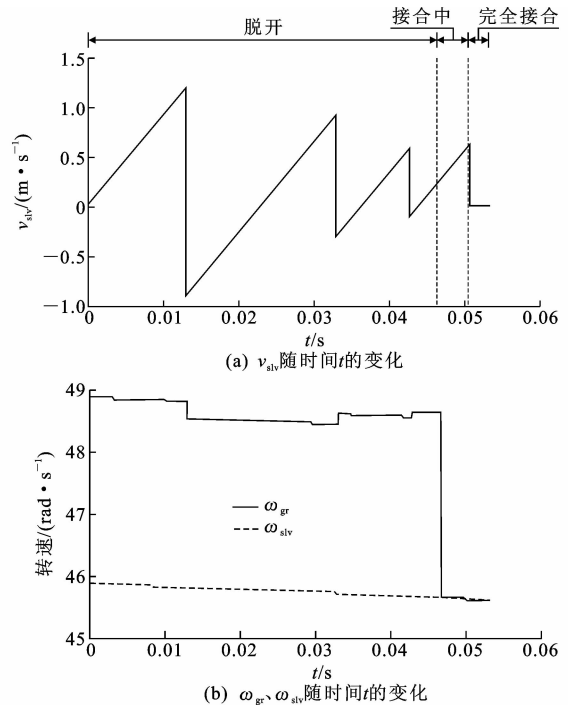 脱开
接合中
完全接合
1.5
1.0
0.5
0
−0.5
−1.0
v_slv/(m·s⁻¹)
0 0.01 0.02 0.03 0.04 0.05 0.06
t/s
(a) v_slv随时间t的变化
49
48
47
46
45
转速/(rad·s⁻¹)
ω_gr
ω_slv
0 0.01 0.02 0.03 0.04 0.05 0.06
t/s
(b) ω_gr、ω_slv随时间t的变化